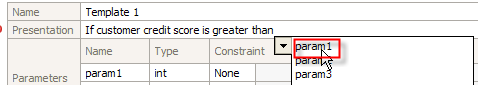 Name Template 1
Presentation If customer credit score is greater than
Parameters
Name Type Constraint
param1 int None
param1
param3